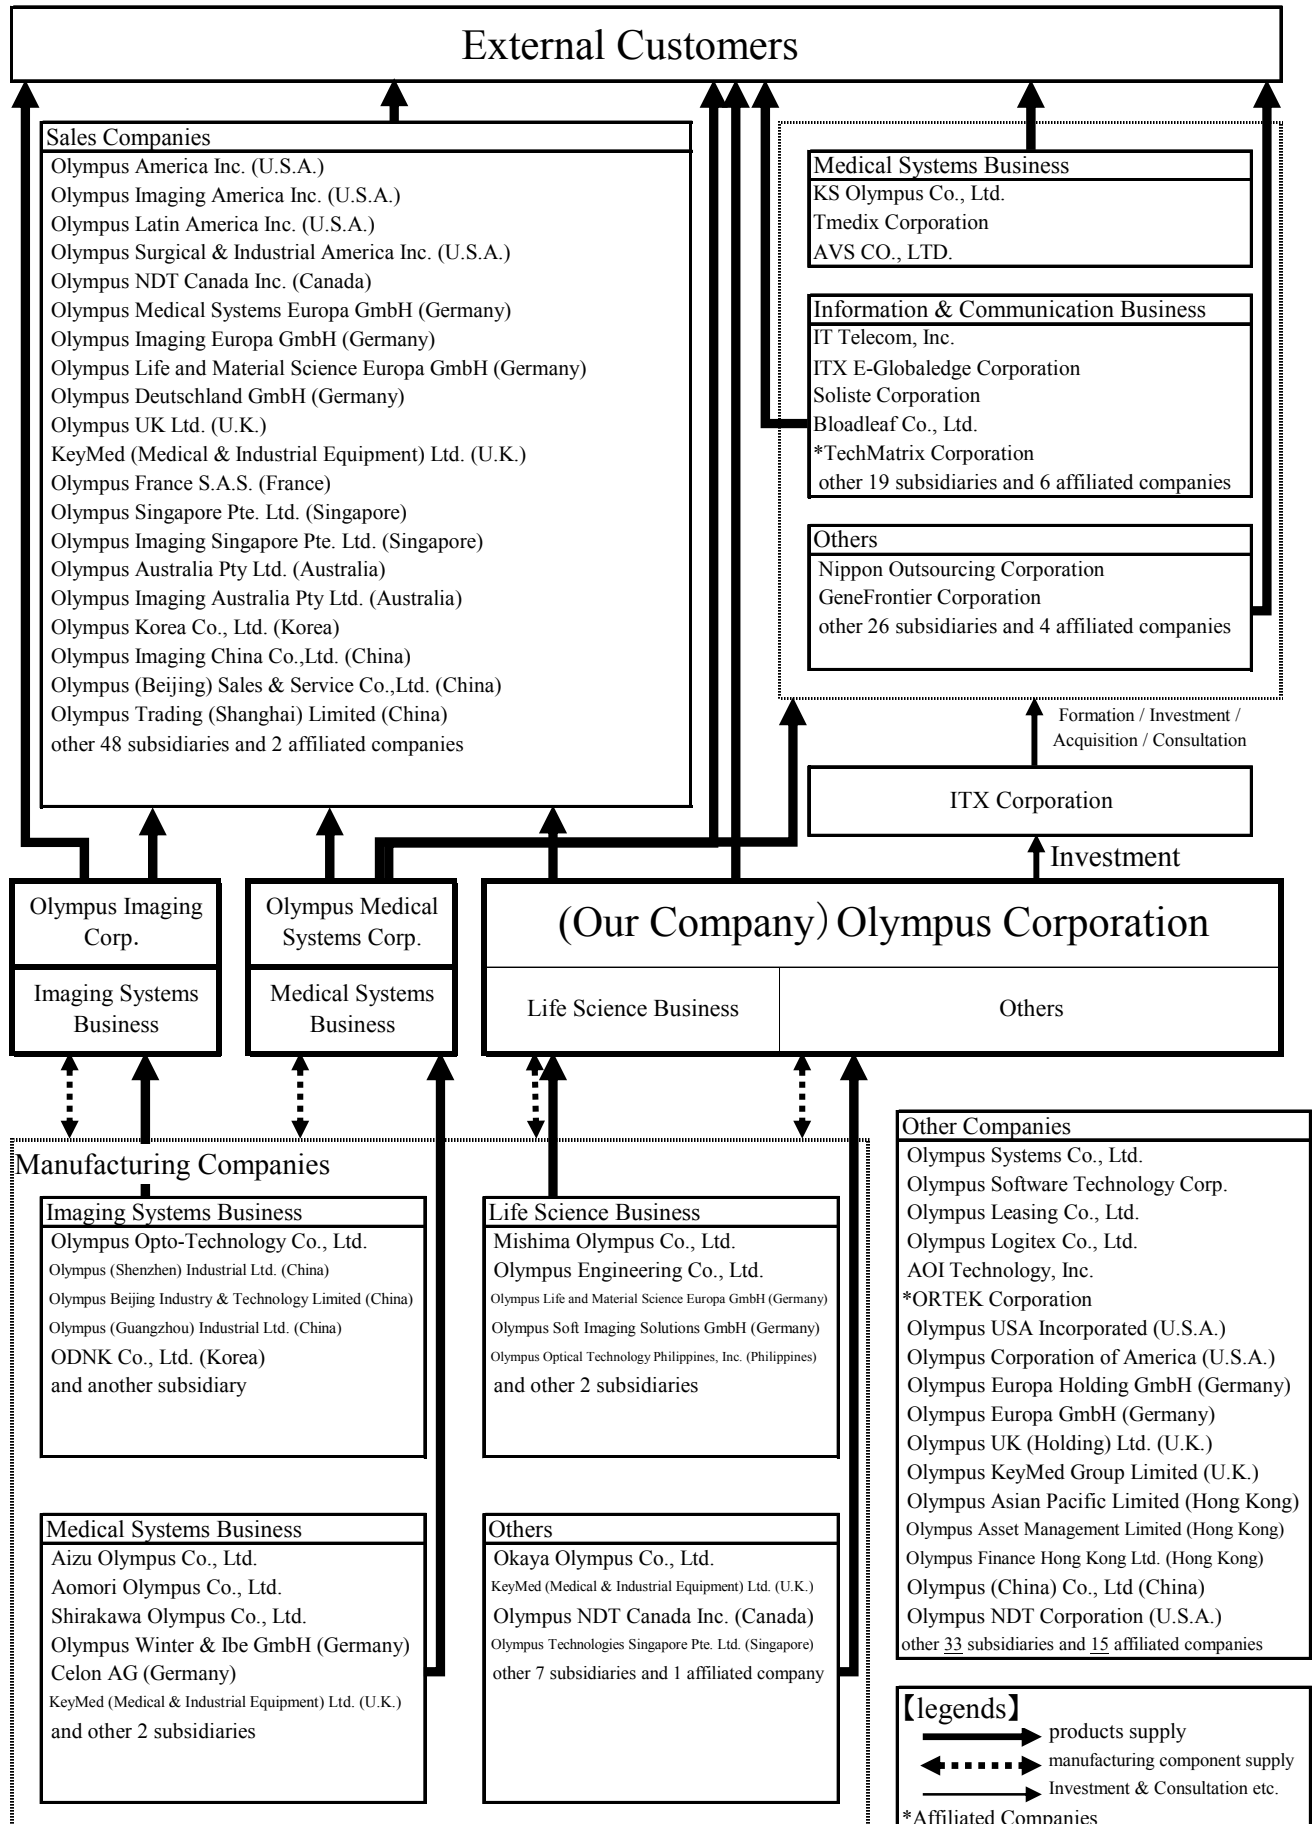 External Customers
Sales Companies
Olympus America Inc. (U.S.A.)
Olympus Imaging America Inc. (U.S.A.)
Olympus Latin America Inc. (U.S.A.)
Olympus Surgical & Industrial America Inc. (U.S.A.)
Olympus NDT Canada Inc. (Canada)
Olympus Medical Systems Europa GmbH (Germany)
Olympus Imaging Europa GmbH (Germany)
Olympus Life and Material Science Europa GmbH (Germany)
Olympus Deutschland GmbH (Germany)
Olympus UK Ltd. (U.K.)
KeyMed (Medical & Industrial Equipment) Ltd. (U.K.)
Olympus France S.A.S. (France)
Olympus Singapore Pte. Ltd. (Singapore)
Olympus Imaging Singapore Pte. Ltd. (Singapore)
Olympus Australia Pty Ltd. (Australia)
Olympus Imaging Australia Pty Ltd. (Australia)
Olympus Korea Co., Ltd. (Korea)
Olympus Imaging China Co.,Ltd. (China)
Olympus (Beijing) Sales & Service Co.,Ltd. (China)
Olympus Trading (Shanghai) Limited (China)
other 48 subsidiaries and 2 affiliated companies
Medical Systems Business
KS Olympus Co., Ltd.
Tmedix Corporation
AVS CO., LTD.
Information & Communication Business
IT Telecom, Inc.
ITX E-Globaledge Corporation
Soliste Corporation
Bloadleaf Co., Ltd.
*TechMatrix Corporation
other 19 subsidiaries and 6 affiliated companies
Others
Nippon Outsourcing Corporation
GeneFrontier Corporation
other 26 subsidiaries and 4 affiliated companies
Formation / Investment /
Acquisition / Consultation
ITX Corporation
Investment
Olympus Imaging
Corp.
Imaging Systems
Business
Olympus Medical
Systems Corp.
Medical Systems
Business
(Our Company) Olympus Corporation
Life Science Business
Others
Manufacturing Companies
Imaging Systems Business
Olympus Opto-Technology Co., Ltd.
Olympus (Shenzhen) Industrial Ltd. (China)
Olympus Beijing Industry & Technology Limited (China)
Olympus (Guangzhou) Industrial Ltd. (China)
ODNK Co., Ltd. (Korea)
and another subsidiary
Life Science Business
Mishima Olympus Co., Ltd.
Olympus Engineering Co., Ltd.
Olympus Life and Material Science Europa GmbH (Germany)
Olympus Soft Imaging Solutions GmbH (Germany)
Olympus Optical Technology Philippines, Inc. (Philippines)
and other 2 subsidiaries
Medical Systems Business
Aizu Olympus Co., Ltd.
Aomori Olympus Co., Ltd.
Shirakawa Olympus Co., Ltd.
Olympus Winter & Ibe GmbH (Germany)
Celon AG (Germany)
KeyMed (Medical & Industrial Equipment) Ltd. (U.K.)
and other 2 subsidiaries
Others
Okaya Olympus Co., Ltd.
KeyMed (Medical & Industrial Equipment) Ltd. (U.K.)
Olympus NDT Canada Inc. (Canada)
Olympus Technologies Singapore Pte. Ltd. (Singapore)
other 7 subsidiaries and 1 affiliated company
Other Companies
Olympus Systems Co., Ltd.
Olympus Software Technology Corp.
Olympus Leasing Co., Ltd.
Olympus Logitex Co., Ltd.
AOI Technology, Inc.
*ORTEK Corporation
Olympus USA Incorporated (U.S.A.)
Olympus Corporation of America (U.S.A.)
Olympus Europa Holding GmbH (Germany)
Olympus Europa GmbH (Germany)
Olympus UK (Holding) Ltd. (U.K.)
Olympus KeyMed Group Limited (U.K.)
Olympus Asian Pacific Limited (Hong Kong)
Olympus Asset Management Limited (Hong Kong)
Olympus Finance Hong Kong Ltd. (Hong Kong)
Olympus (China) Co., Ltd (China)
Olympus NDT Corporation (U.S.A.)
other 33 subsidiaries and 15 affiliated companies
【legends】
products supply
manufacturing component supply
Investment & Consultation etc.
*Affiliated Companies